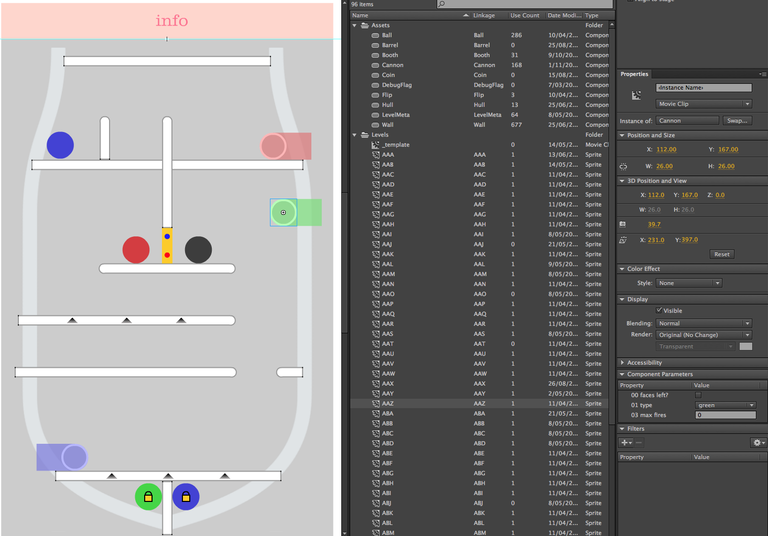 info
96 items
Name Linkage Use Count Date Modi... Type
Assets Folder
Ball Ball 286 10/04/2... Compon
Barrel Barrel 0 25/08/2... Compon
Booth Booth 31 9/10/20... Compon
Cannon Cannon 168 1/11/20... Compon
Coin Coin 0 15/08/2... Compon
DebugFlag DebugFlag 0 7/03/20... Compon
Flip Flip 3 10/04/2... Compon
Hull Hull 13 25/08/2... Compon
LevelMeta LevelMeta 64 8/05/20... Compon
Wall Wall 677 8/05/20... Compon
Levels Folder
_template 0 14/05/2... Movie Cl
AAA AAA 1 13/08/2... Sprite
AAB AAB 1 14/05/2... Sprite
AAC AAC 1 11/04/2... Sprite
AAD AAD 1 11/04/2... Sprite
AAE AAE 1 11/04/2... Sprite
AAF AAF 1 11/04/2... Sprite
AAG AAG 1 11/04/2... Sprite
AAH AAH 1 11/04/2... Sprite
AAI AAI 1 8/05/20... Sprite
AAJ AAJ 0 21/05/2... Sprite
AAK AAK 1 11/04/2... Sprite
AAL AAL 1 9/05/20... Sprite
AAM AAM 1 8/05/20... Sprite
AAN AAN 1 11/04/2... Sprite
AAO AAO 0 8/05/20... Sprite
AAP AAP 1 11/04/2... Sprite
AAQ AAQ 1 11/04/2... Sprite
AAR AAR 1 11/04/2... Sprite
AAS AAS 1 8/05/20... Sprite
AAT AAT 0 11/04/2... Sprite
AAU AAU 1 11/04/2... Sprite
AAV AAV 1 11/04/2... Sprite
AAW AAW 1 11/04/2... Sprite
AAX AAX 1 26/08/2... Sprite
AAY AAY 1 2/05/20... Sprite
AAZ AAZ 1 11/04/2... Sprite
ABA ABA 1 21/05/2... Sprite
ABB ABB 1 8/05/20... Sprite
ABC ABC 1 11/04/2... Sprite
ABD ABD 1 11/04/2... Sprite
ABE ABE 1 11/04/2... Sprite
ABF ABF 1 11/04/2... Sprite
ABG ABG 1 11/04/2... Sprite
ABH ABH 1 11/04/2... Sprite
ABI ABI 1 11/04/2... Sprite
ABJ ABJ 0 8/05/20... Sprite
ABK ABK 1 11/04/2... Sprite
ABL ABL 1 11/04/2... Sprite
ABM ABM 1 11/04/2... Sprite
Properties
<Instance Name>
Movie Clip
Instance of: Cannon Swap...
Position and Size
X: 112.00 Y: 167.00
W: 26.00 H: 26.00
3D Position and View
X: 112.0 Y: 167.0 Z: 0.0
W: 26.0 H: 26.0
39.7
X: 231.0 Y: 397.0
Reset
Color Effect
Style: None
Display
Visible
Blending: Normal
Render: Original (No Change)
Transparent
Accessibility
Component Parameters
Property Value
00 faces left?
01 type green
03 max fires 0
Filters
Property Value